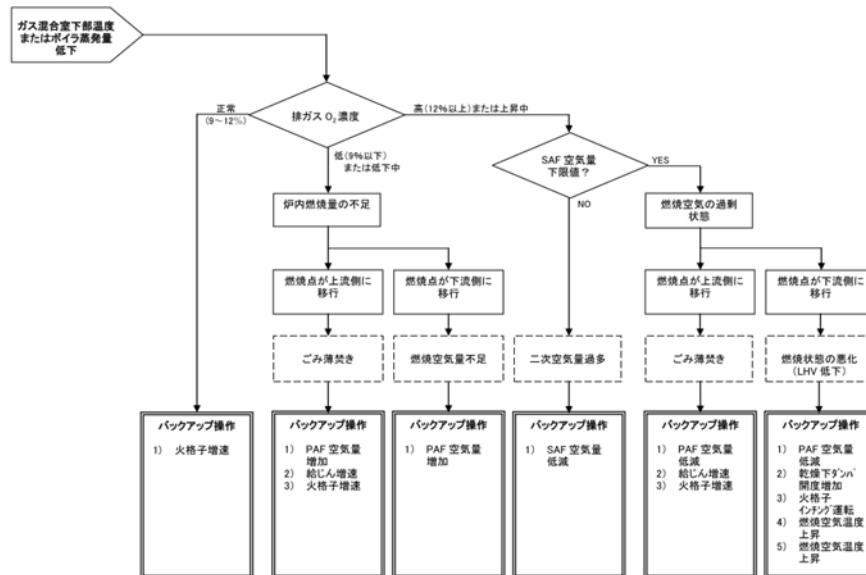 ガス混合室下部温度
またはボイラ蒸発量
低下
排ガス O₂濃度
正常
(9～12%)
高(12%以上)または上昇中
低(9%以下)
または低下中
SAF 空気量
下限値？
YES
NO
炉内燃焼量の不足
燃焼空気の過剰
状態
燃焼点が上流側に
移行
燃焼点が下流側に
移行
燃焼点が上流側に
移行
燃焼点が下流側に
移行
ごみ薄焚き
燃焼空気量不足
二次空気量過多
ごみ薄焚き
燃焼状態の悪化
(LHV 低下)
バックアップ操作
1) 火格子増速
バックアップ操作
1) PAF 空気量
増加
2) 給じん増速
3) 火格子増速
バックアップ操作
1) PAF 空気量
増加
バックアップ操作
1) SAF 空気量
低減
バックアップ操作
1) PAF 空気量
低減
2) 給じん増速
3) 火格子増速
バックアップ操作
1) PAF 空気量
低減
2) 乾燥下ダンパ
開度増加
3) 火格子
インチング運転
4) 燃焼空気温度
上昇
5) 燃焼空気温度
上昇